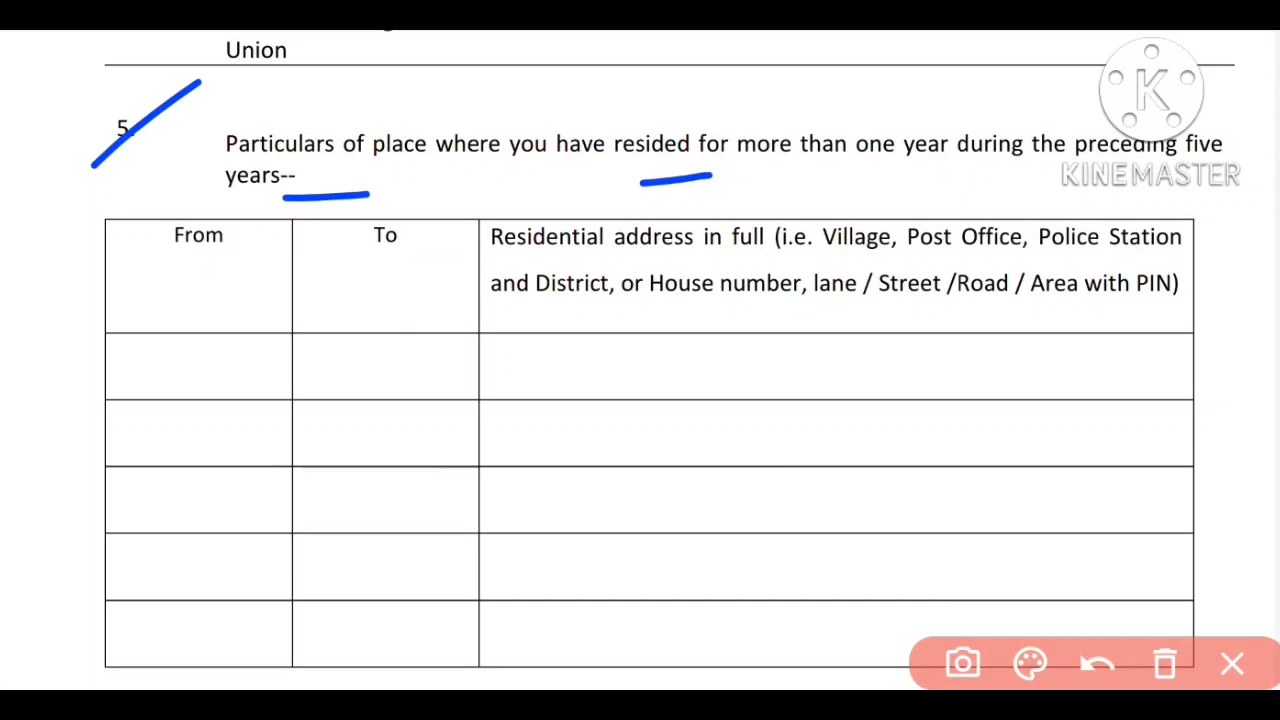 Union
5.
Particulars of place where you have resided for more than one year during the preceding five
years--
From
To
Residential address in full (i.e. Village, Post Office, Police Station
and District, or House number, lane / Street /Road / Area with PIN)
K
KINEMASTER